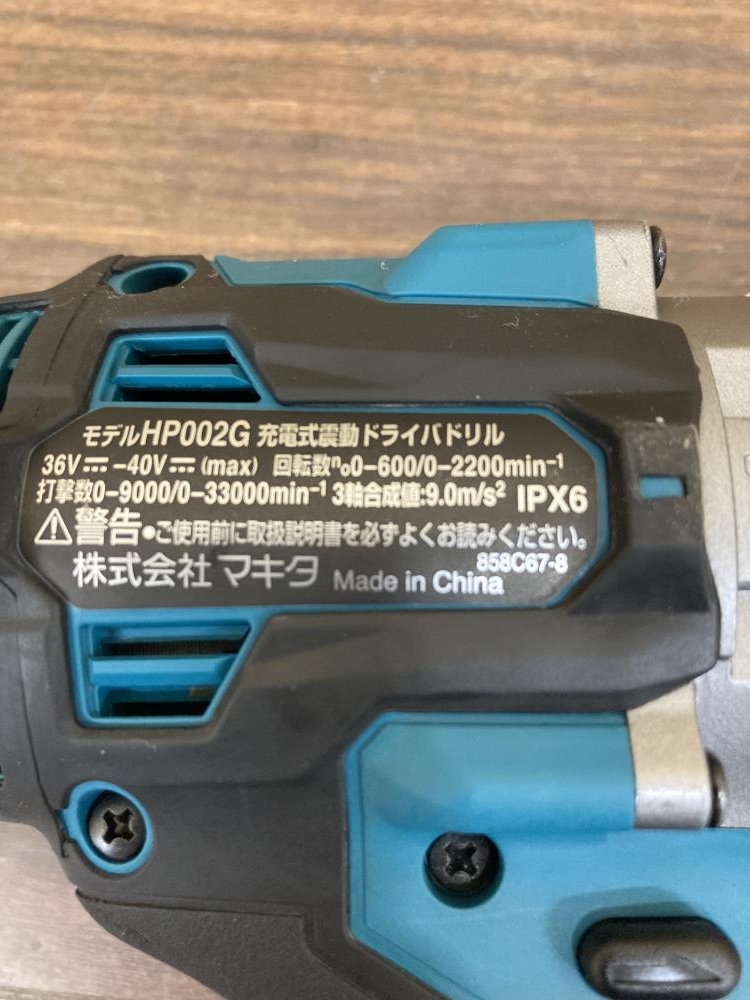 モデルHP002G 充電式震動ドライバドリル
36V⎓-40V⎓(max) 回転数n₀0-600/0-2200min⁻¹
打撃数0-9000/0-33000min⁻¹ 3軸合成値:9.0m/s² IPX6
⚠警告●ご使用前に取扱説明書を必ずよくお読みください。
858C67-8
株式会社 マキタ Made in China